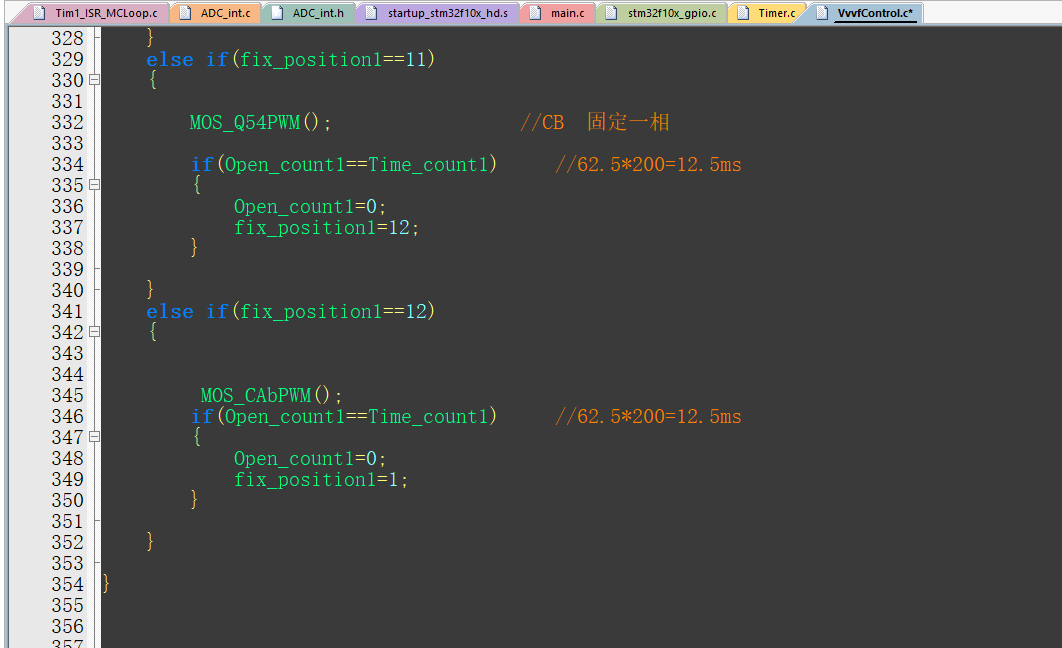 Tim1_ISR_MCLoop.c ADC_int.c ADC_int.h startup_stm32f10x_hd.s main.c stm32f10x_gpio.c Timer.c VvvfControl.c*
328 }
329 else if(fix_position1==11)
330 {
331
332 MOS_Q54PWM(); //CB 固定一相
333
334 if(Open_count1==Time_count1) //62.5*200=12.5ms
335 {
336 Open_count1=0;
337 fix_position1=12;
338 }
339
340 }
341 else if(fix_position1==12)
342 {
343
344
345 MOS_CAbPWM();
346 if(Open_count1==Time_count1) //62.5*200=12.5ms
347 {
348 Open_count1=0;
349 fix_position1=1;
350 }
351
352 }
353
354 }
355
356
357